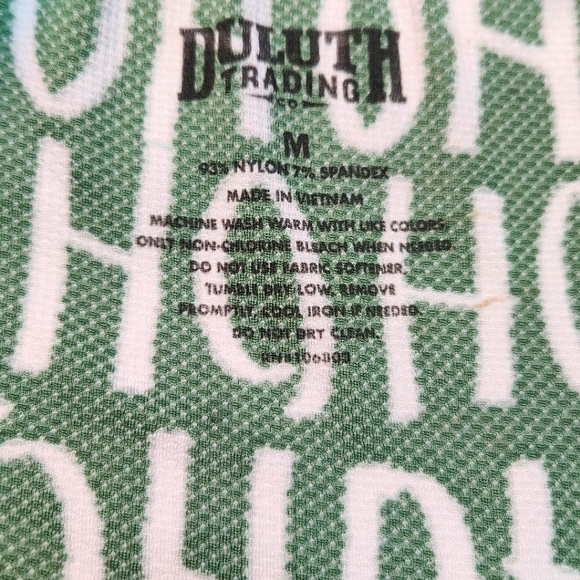 DULUTH
TRADING
CO
M
93% NYLON 7% SPANDEX
MADE IN VIETNAM
MACHINE WASH WARM WITH LIKE COLORS.
ONLY NON-CHLORINE BLEACH WHEN NEEDED.
DO NOT USE FABRIC SOFTENER.
TUMBLE DRY LOW. REMOVE
PROMPTLY. COOL IRON IF NEEDED.
DO NOT DRY CLEAN.